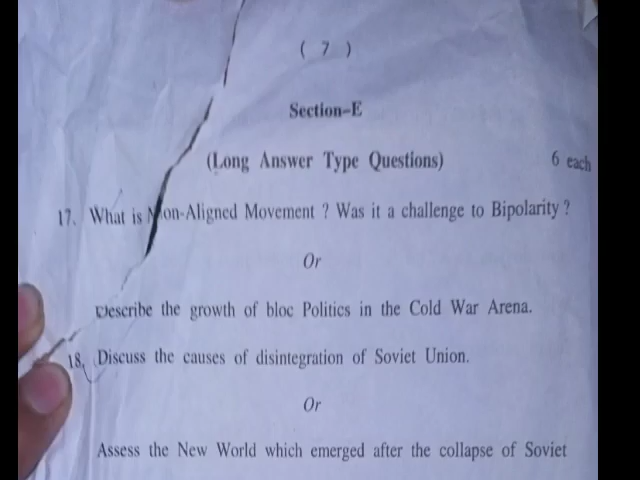 ( 7 )
Section-E
(Long Answer Type Questions) 6 each
17. What is Non-Aligned Movement ? Was it a challenge to Bipolarity ?
Or
Describe the growth of bloc Politics in the Cold War Arena.
18. Discuss the causes of disintegration of Soviet Union.
Or
Assess the New World which emerged after the collapse of Soviet